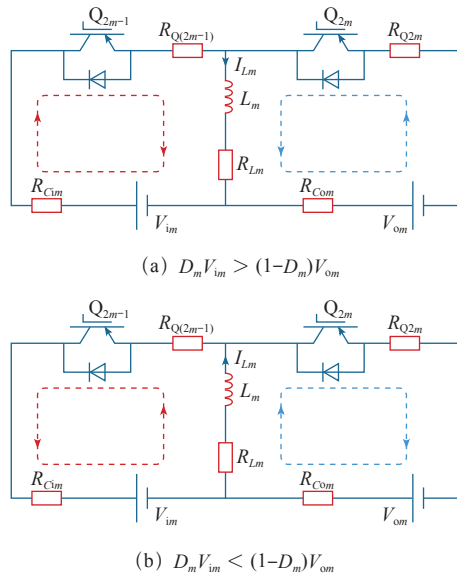 Q2m−1
RQ(2m−1)
Q2m
RQ2m
ILm
Lm
RLm
RCim
Vim
RCom
Vom
(a) DmVim > (1−Dm)Vom
Q2m−1
RQ(2m−1)
Q2m
RQ2m
ILm
Lm
RLm
RCim
Vim
RCom
Vom
(b) DmVim < (1−Dm)Vom